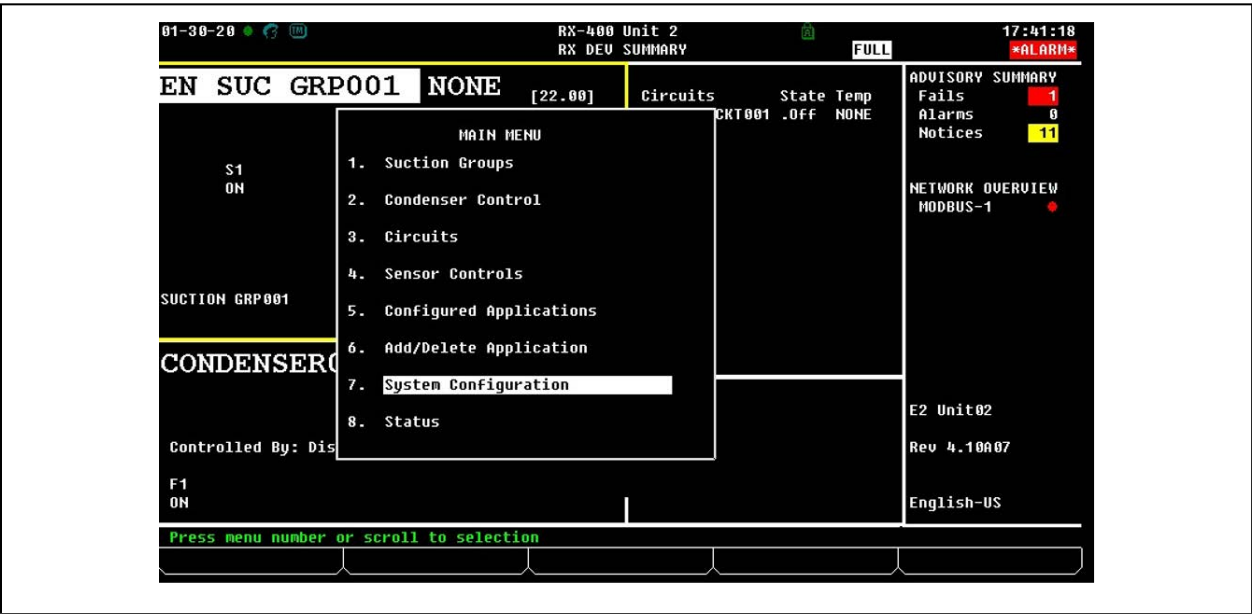 01-30-20 RX-400 Unit 2 17:41:18
RX DEV SUMMARY FULL *ALARM*
EN SUC GRP001 NONE [22.00]
Circuits State Temp
CKT001 .Off NONE
S1
ON
SUCTION GRP001
CONDENSER
Controlled By: Dis
F1
ON
MAIN MENU
1. Suction Groups
2. Condenser Control
3. Circuits
4. Sensor Controls
5. Configured Applications
6. Add/Delete Application
7. System Configuration
8. Status
ADVISORY SUMMARY
Fails 1
Alarms 0
Notices 11
NETWORK OVERVIEW
MODBUS-1
E2 Unit02
Rev 4.10A07
English-US
Press menu number or scroll to selection